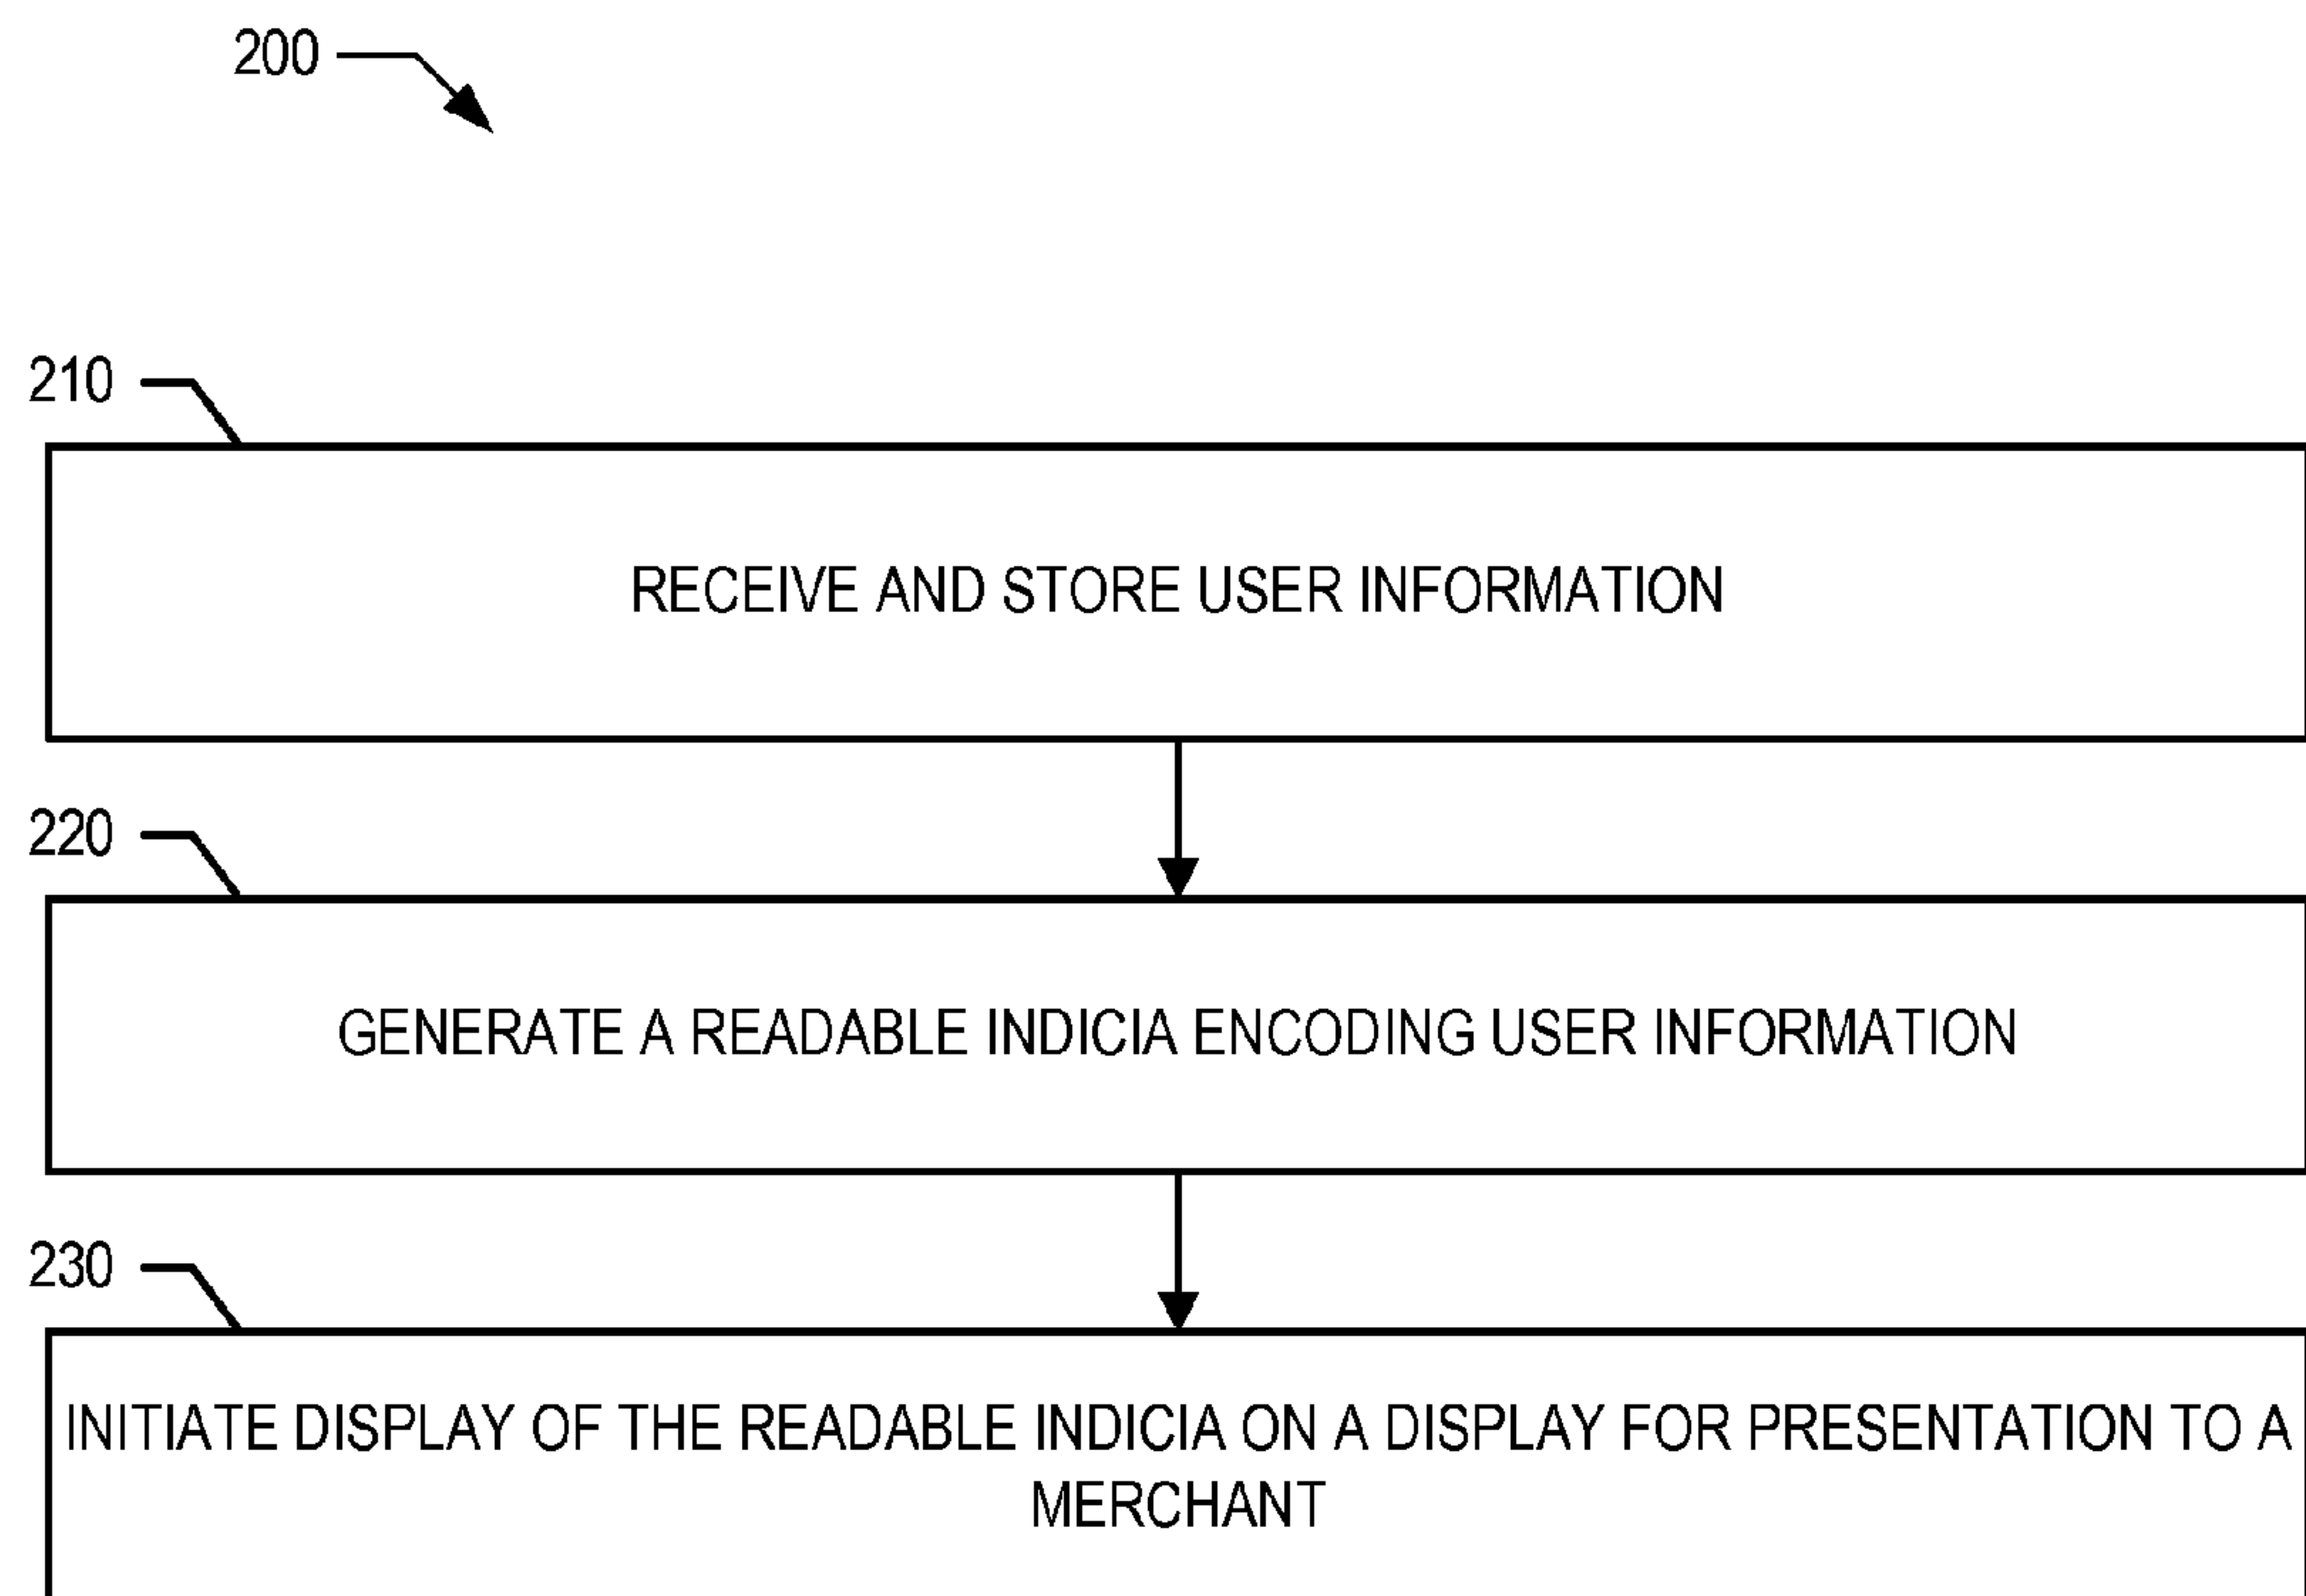 200
210
RECEIVE AND STORE USER INFORMATION
220
GENERATE A READABLE INDICIA ENCODING USER INFORMATION
230
INITIATE DISPLAY OF THE READABLE INDICIA ON A DISPLAY FOR PRESENTATION TO A
MERCHANT